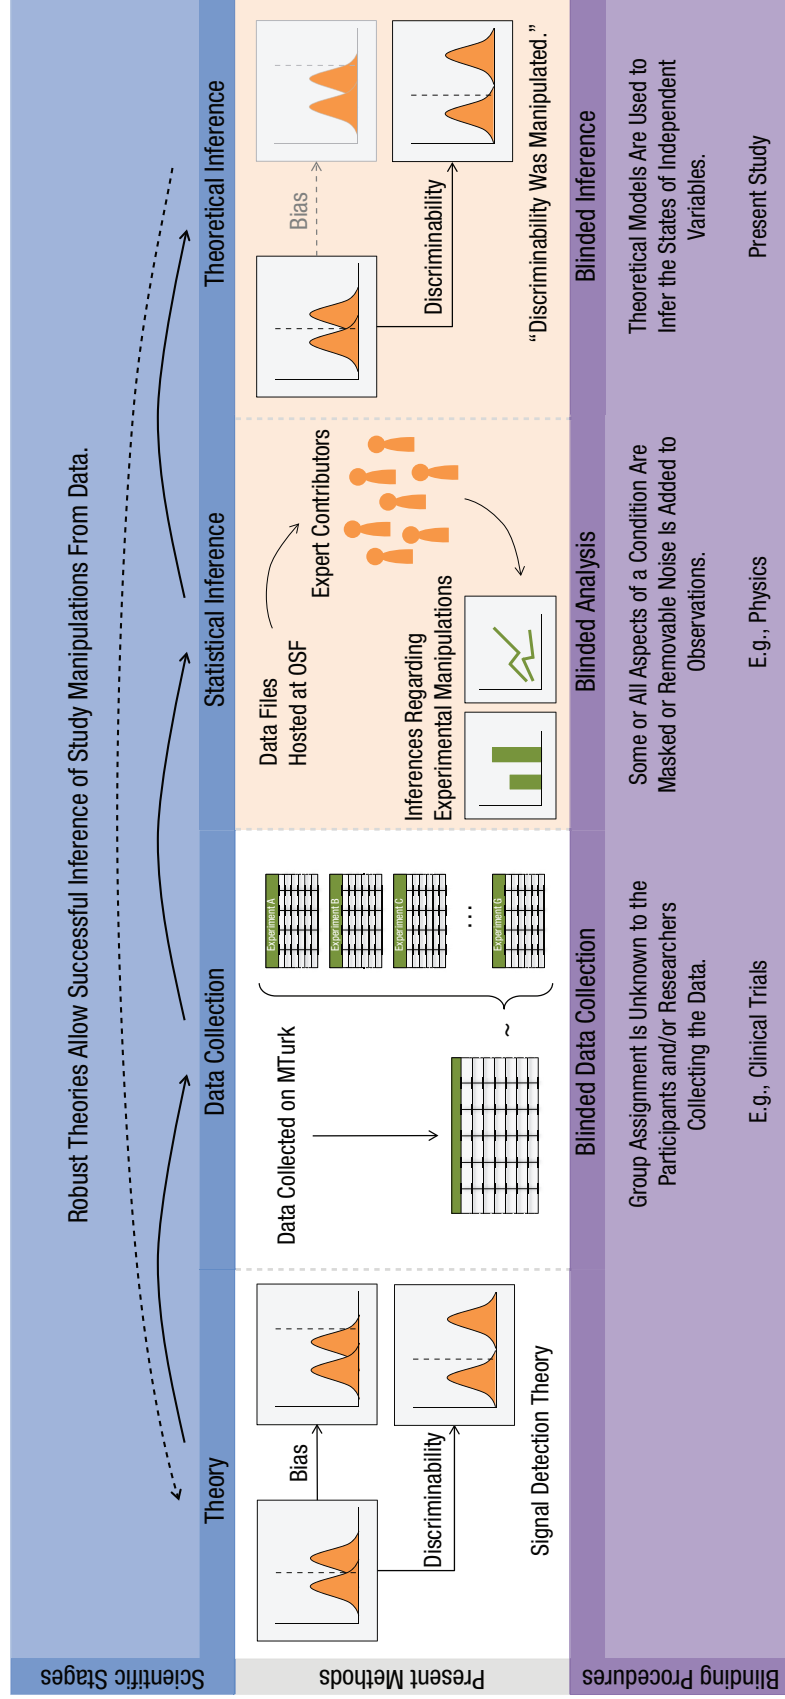 Robust Theories Allow Successful Inference of Study Manipulations From Data.
Scientific Stages
Theory
Data Collection
Statistical Inference
Theoretical Inference
Present Methods
Bias
Discriminability
Signal Detection Theory
Data Collected on MTurk
~
Experiment A
Experiment B
Experiment C
...
Experiment G
Data Files
Hosted at OSF
Expert Contributors
Inferences Regarding
Experimental Manipulations
Bias
Discriminability
“Discriminability Was Manipulated.”
Blinding Procedures
Blinded Data Collection
Group Assignment Is Unknown to the
Participants and/or Researchers
Collecting the Data.
E.g., Clinical Trials
Blinded Analysis
Some or All Aspects of a Condition Are
Masked or Removable Noise Is Added to
Observations.
E.g., Physics
Blinded Inference
Theoretical Models Are Used to
Infer the States of Independent
Variables.
Present Study